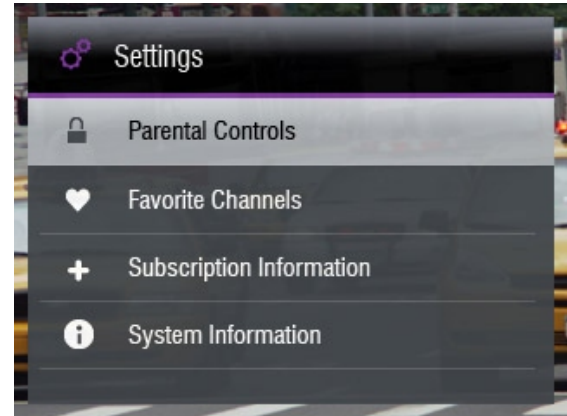 Settings
Parental Controls
Favorite Channels
Subscription Information
System Information